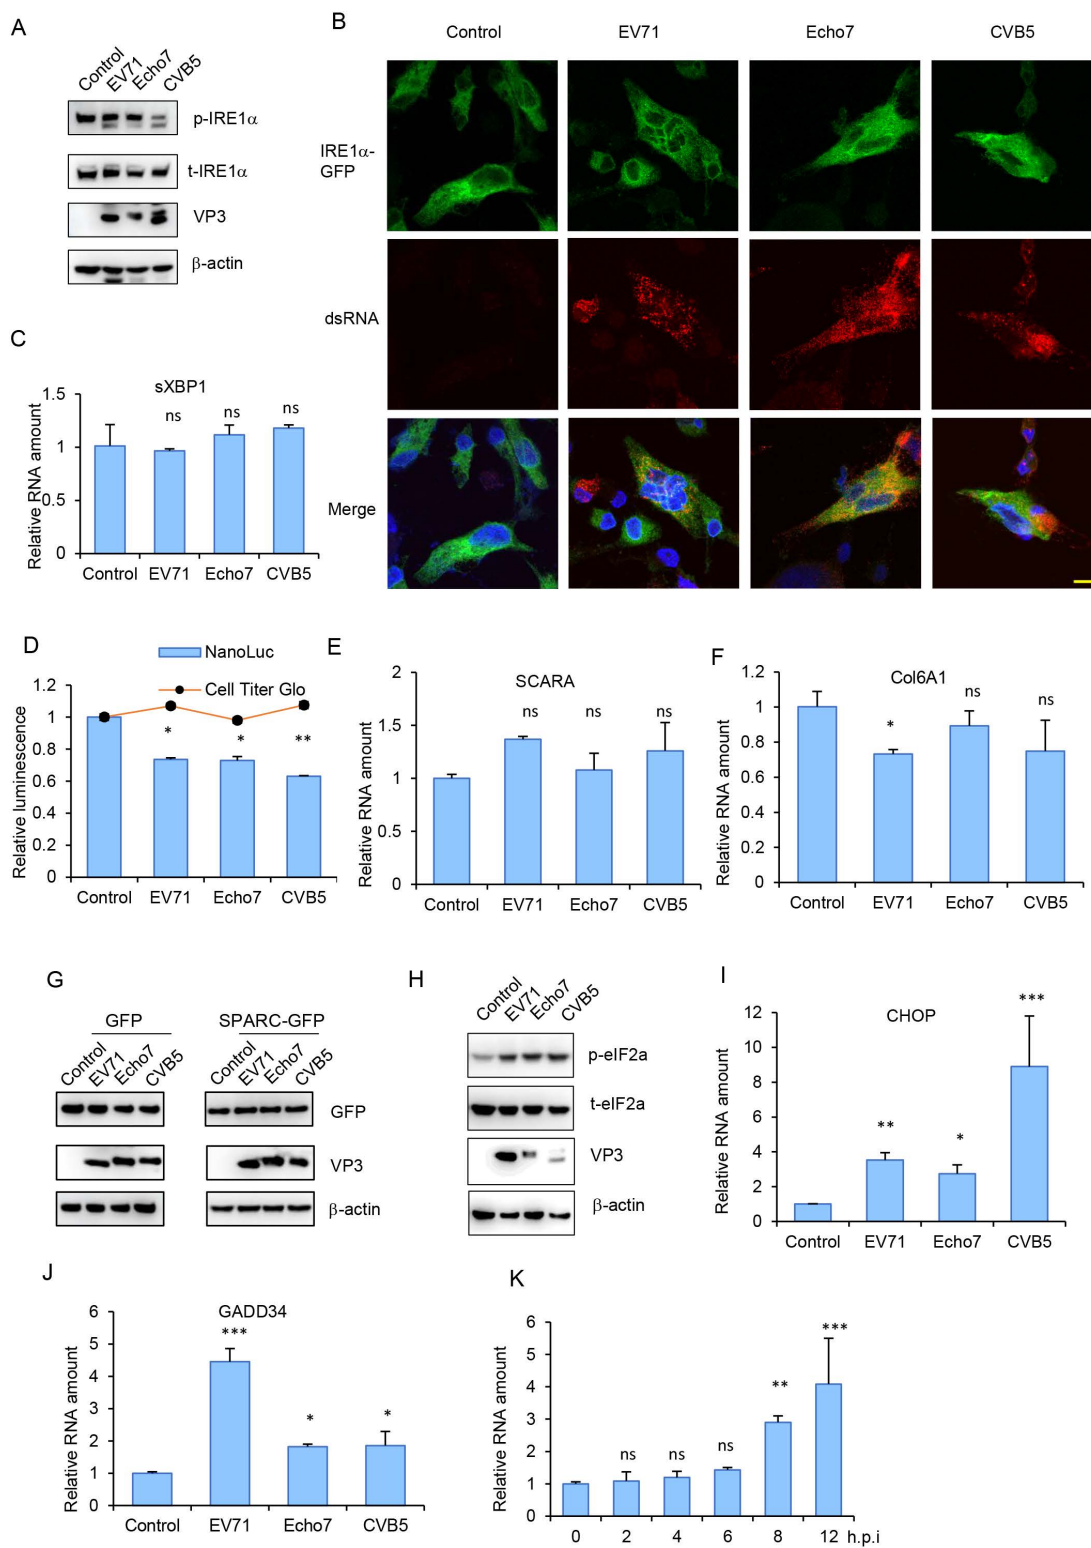 A
Control
EV71
Echo7
CVB5
p-IRE1α
t-IRE1α
VP3
β-actin
B
Control
EV71
Echo7
CVB5
IRE1α-
GFP
dsRNA
Merge
C
sXBP1
Relative RNA amount
1.5
1
0.5
0
ns
ns
ns
Control
EV71
Echo7
CVB5
D
NanoLuc
Cell Titer Glo
Relative luminescence
1.2
1
0.8
0.6
0.4
0.2
0
*
*
**
Control
EV71
Echo7
CVB5
E
SCARA
Relative RNA amount
2
1.5
1
0.5
0
ns
ns
ns
Control
EV71
Echo7
CVB5
F
Col6A1
Relative RNA amount
1.2
1
0.8
0.6
0.4
0.2
0
*
ns
ns
Control
EV71
Echo7
CVB5
G
GFP
SPARC-GFP
Control
EV71
Echo7
CVB5
Control
EV71
Echo7
CVB5
GFP
VP3
β-actin
H
Control
EV71
Echo7
CVB5
p-eIF2a
t-eIF2a
VP3
β-actin
I
CHOP
Relative RNA amount
12
10
8
6
4
2
0
**
*
***
Control
EV71
Echo7
CVB5
J
GADD34
Relative RNA amount
6
5
4
3
2
1
0
***
*
*
Control
EV71
Echo7
CVB5
K
Relative RNA amount
6
5
4
3
2
1
0
ns
ns
ns
**
***
0 2 4 6 8 12 h.p.i